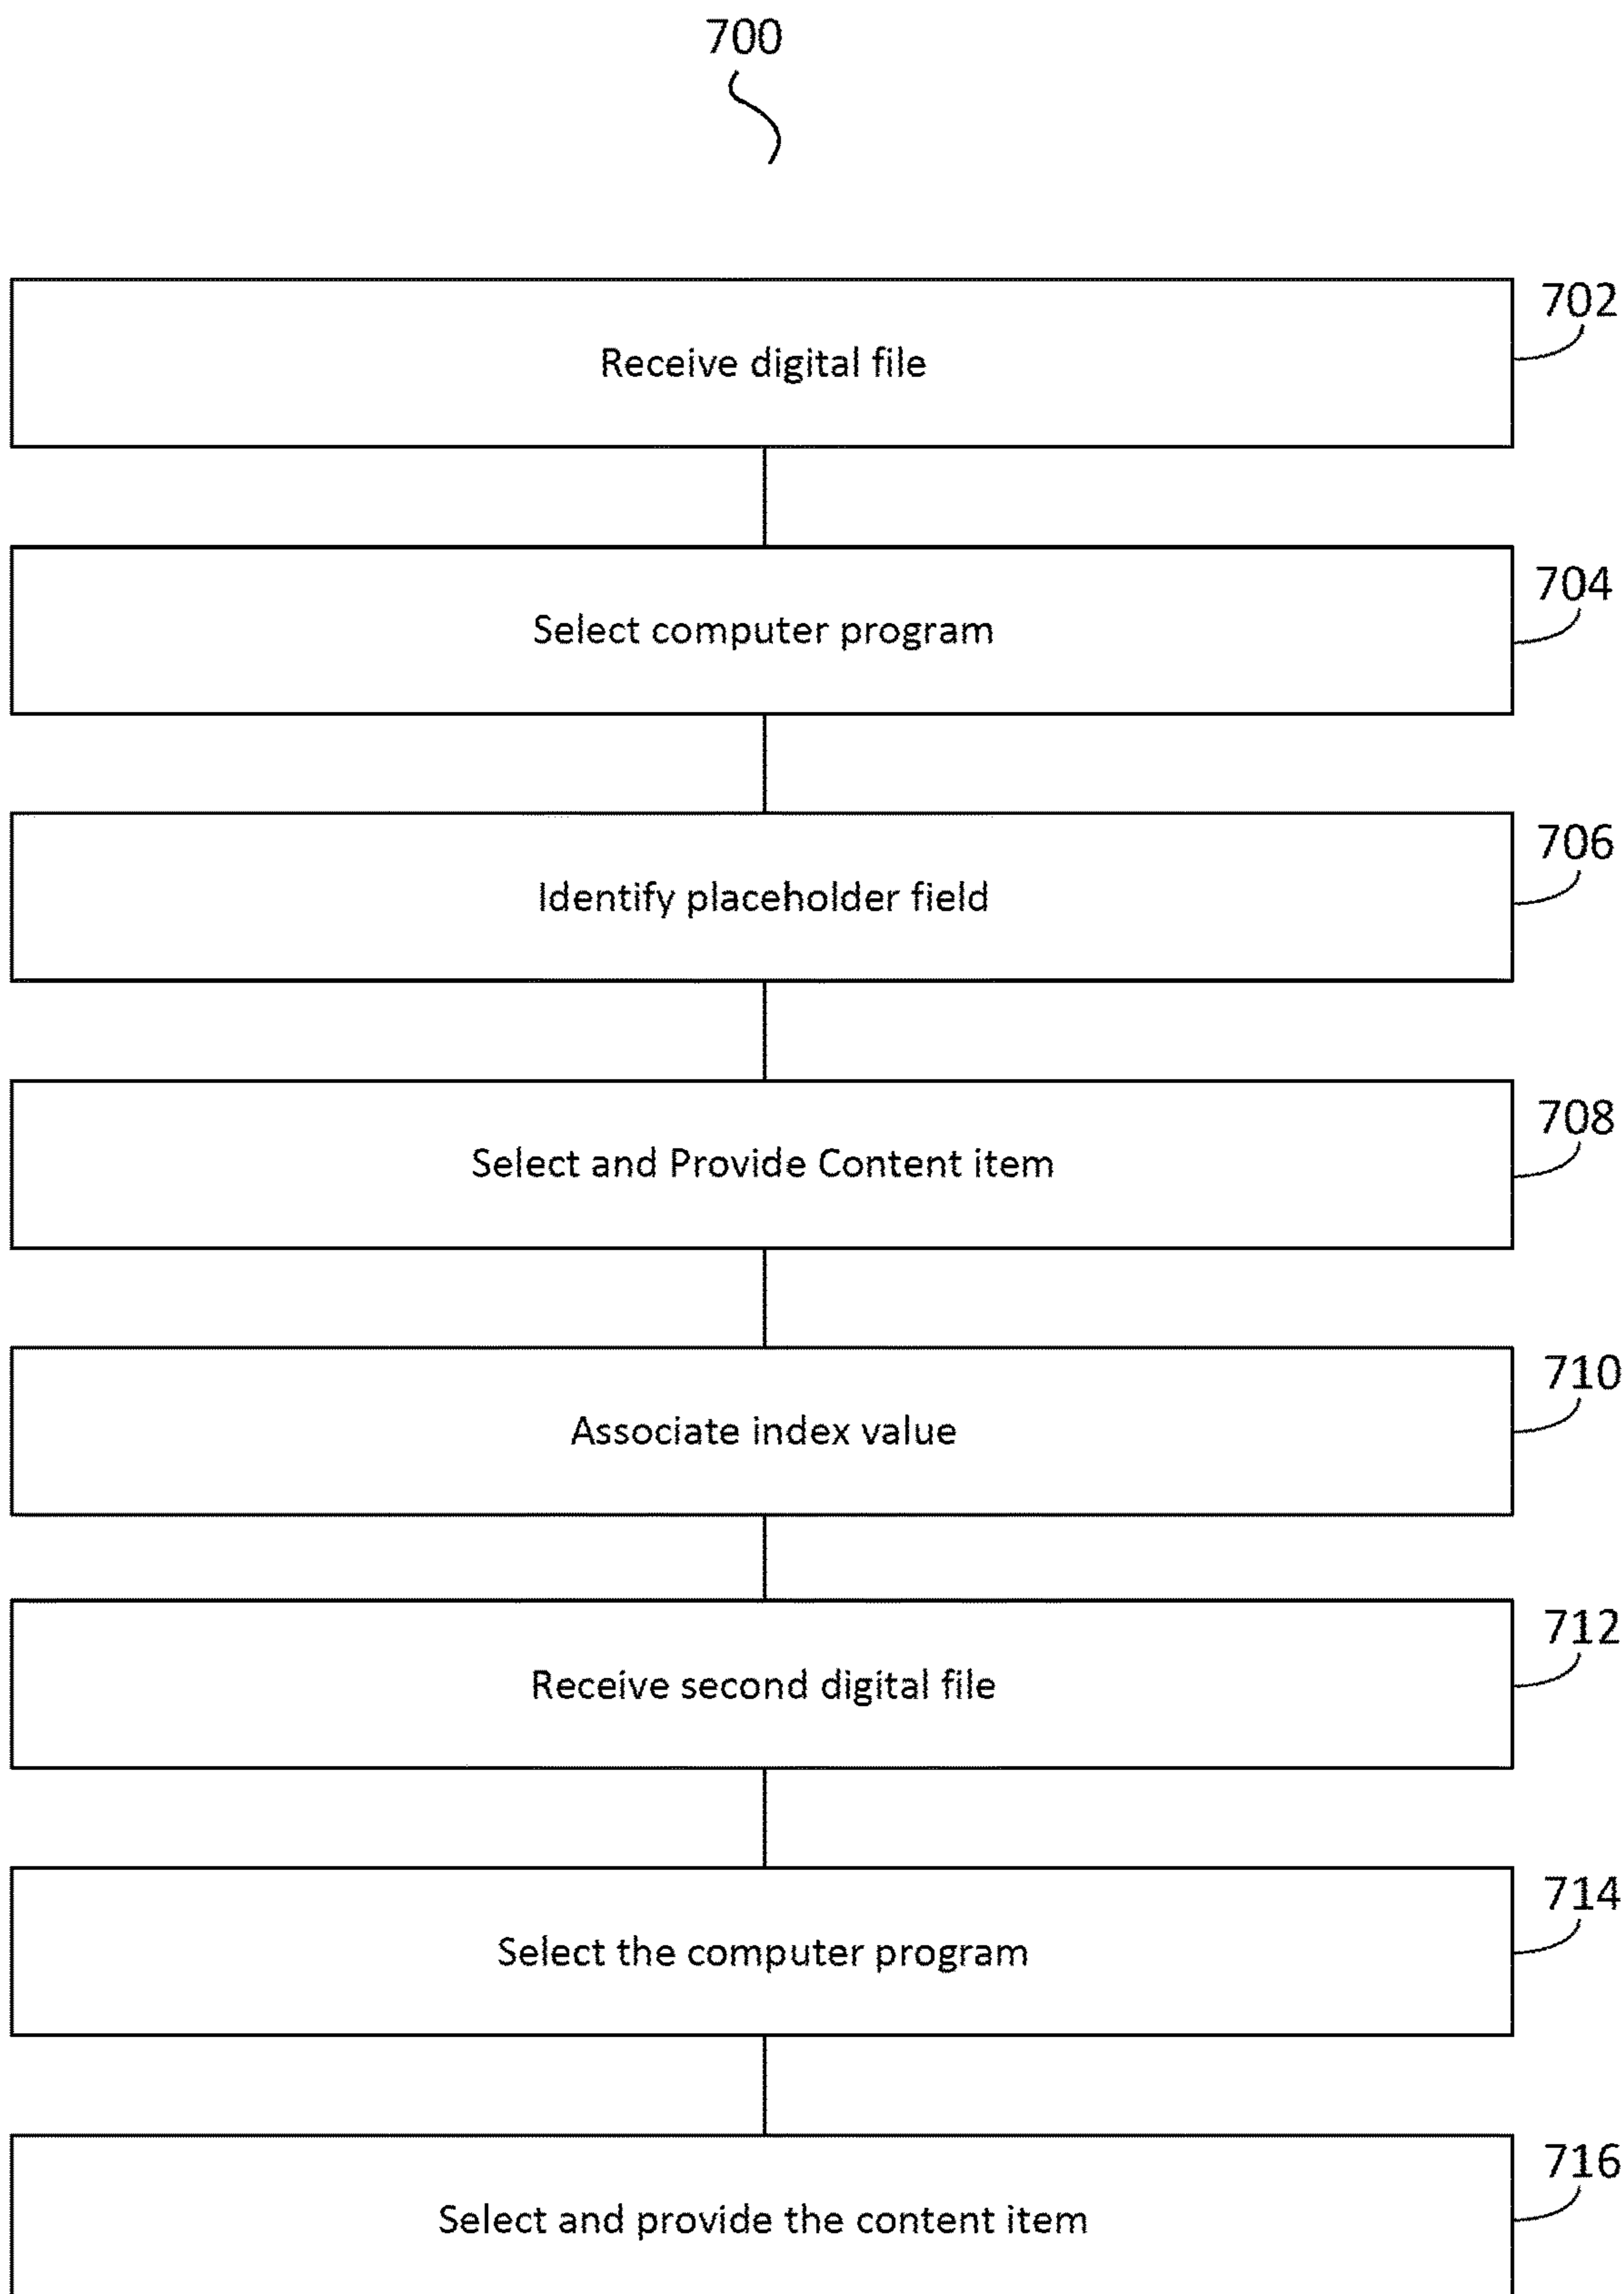 700
702
Receive digital file
704
Select computer program
706
Identify placeholder field
708
Select and Provide Content item
710
Associate index value
712
Receive second digital file
714
Select the computer program
716
Select and provide the content item